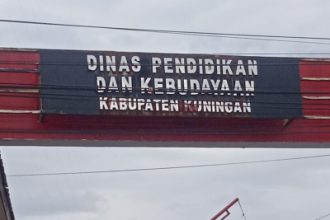 DINAS PENDIDIKAN
DAN KEBUDAYAAN
KABUPATEN KUNINGAN